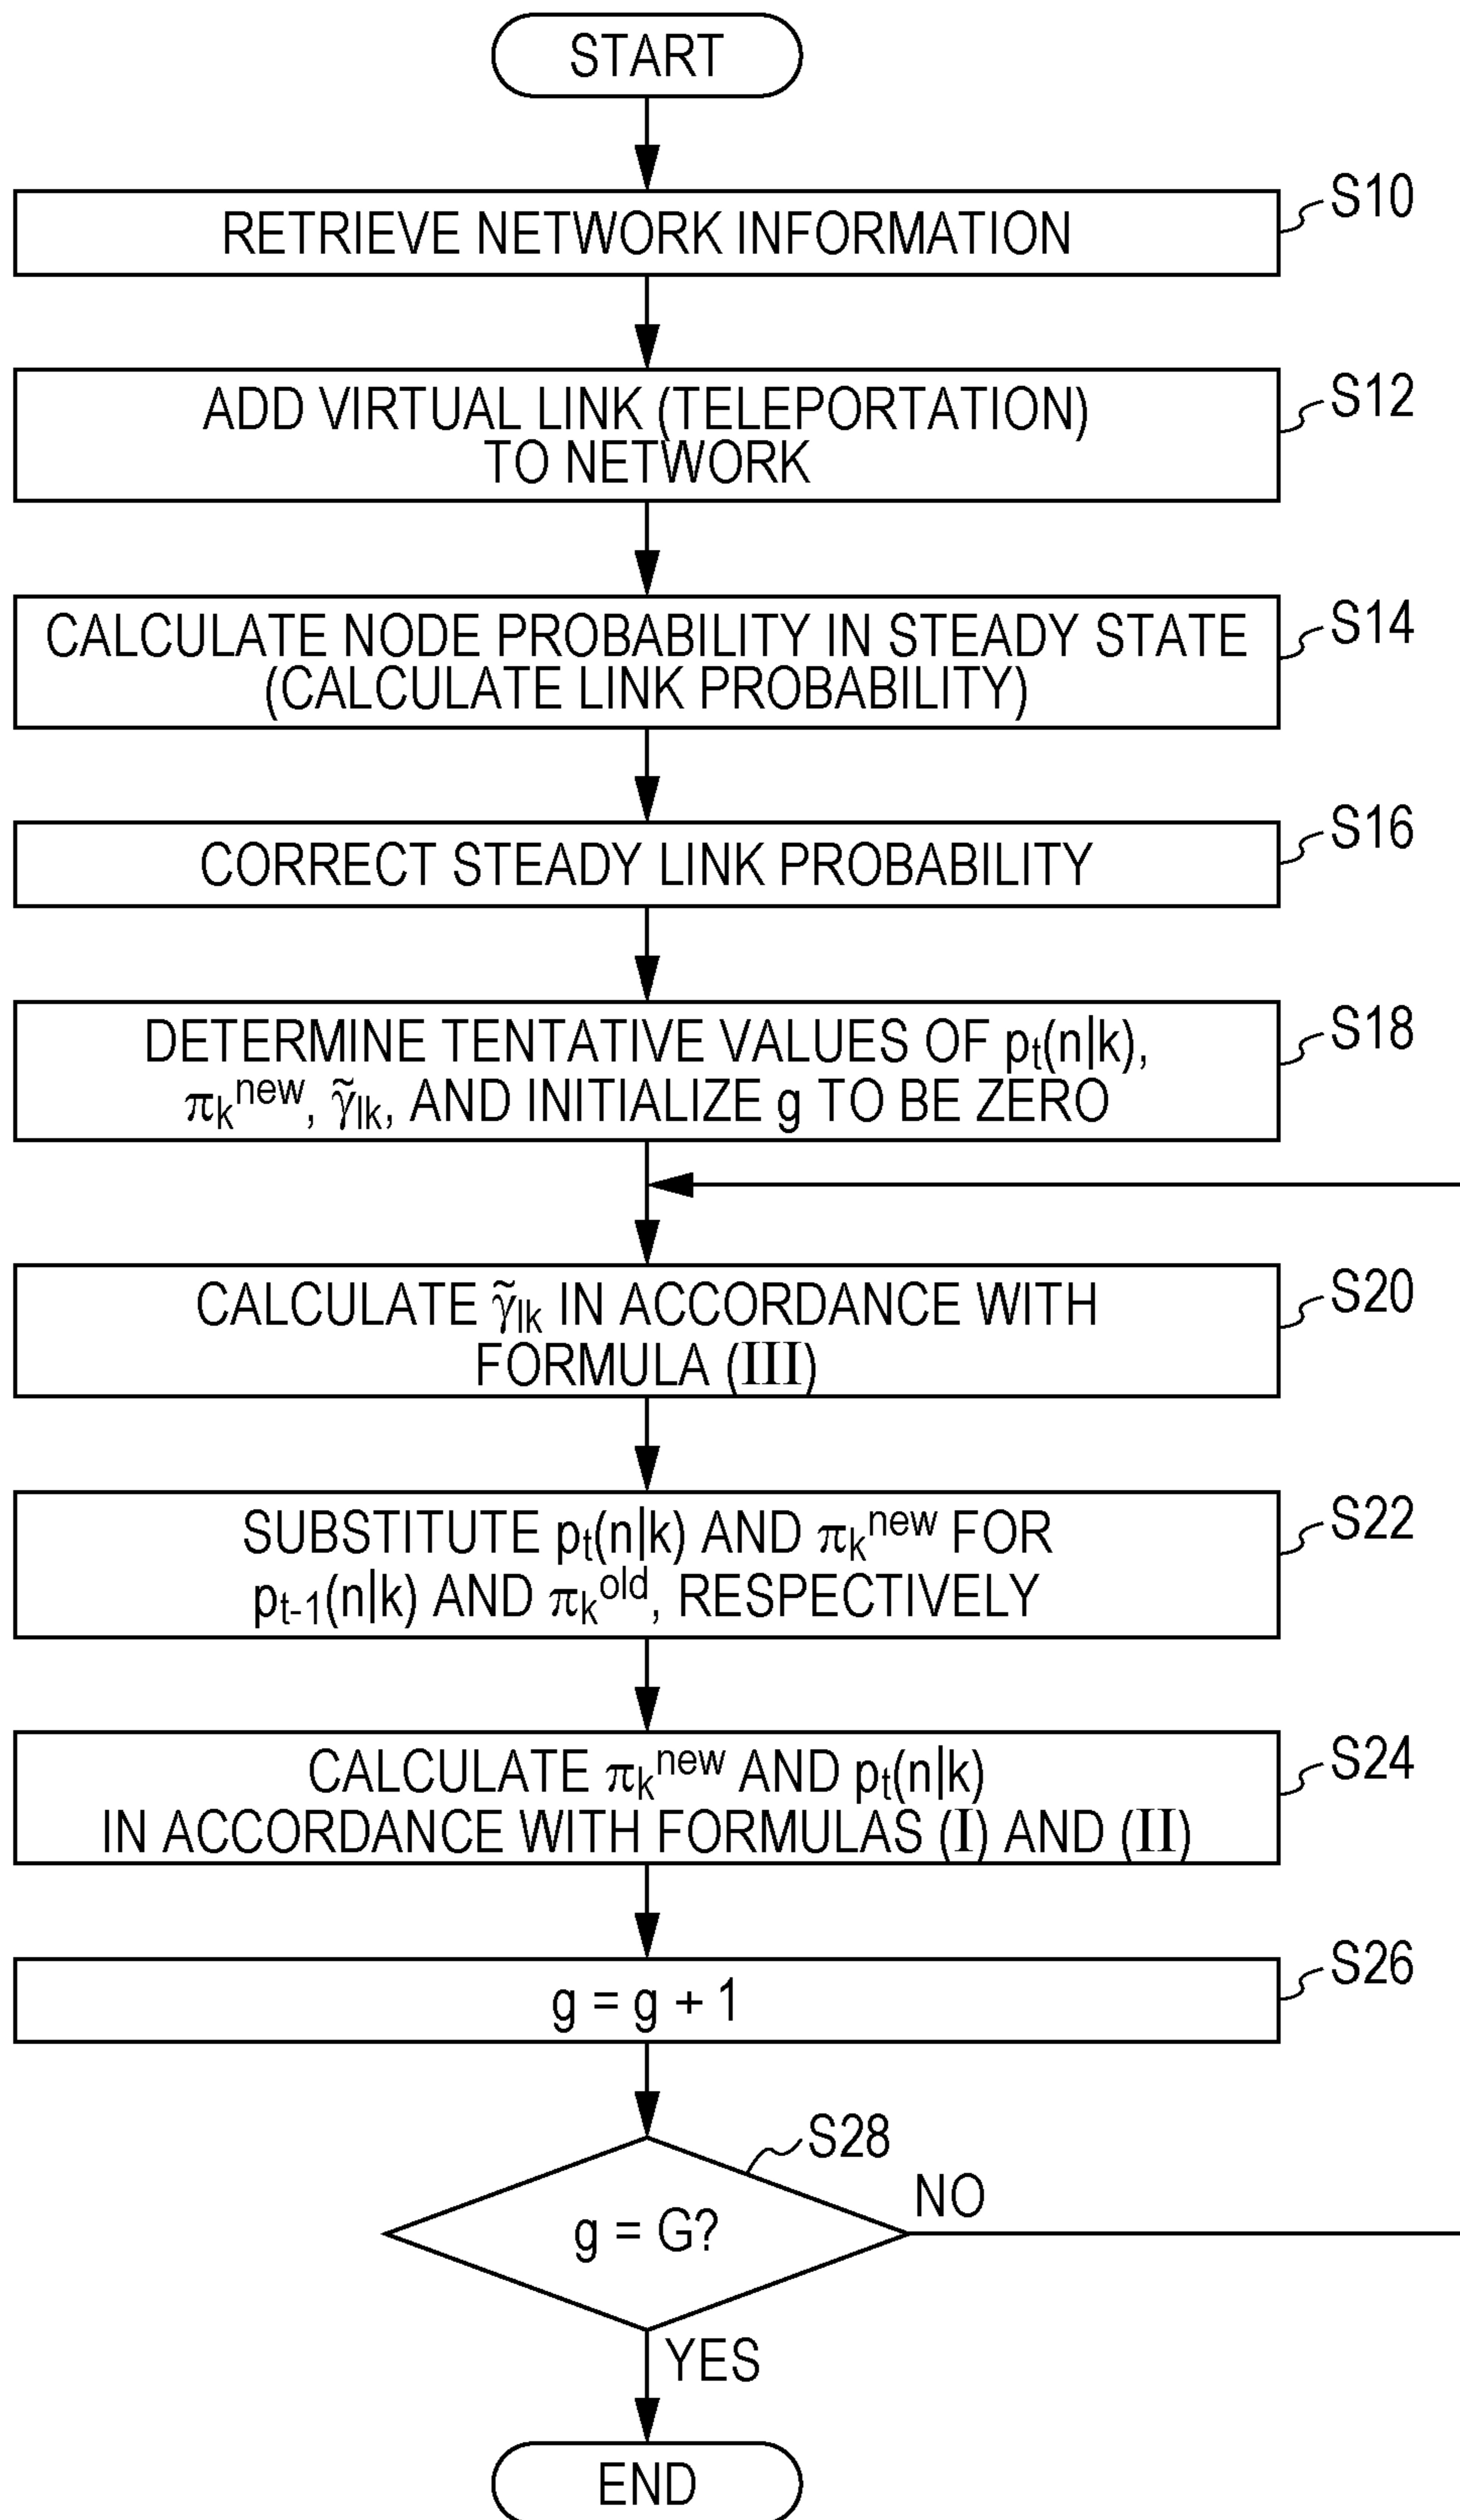 START
RETRIEVE NETWORK INFORMATION
S10
ADD VIRTUAL LINK (TELEPORTATION)
TO NETWORK
S12
CALCULATE NODE PROBABILITY IN STEADY STATE
(CALCULATE LINK PROBABILITY)
S14
CORRECT STEADY LINK PROBABILITY
S16
DETERMINE TENTATIVE VALUES OF pₜ(n|k),
πₖⁿᵉʷ, γ̃ₗₖ, AND INITIALIZE g TO BE ZERO
S18
CALCULATE γ̃ₗₖ IN ACCORDANCE WITH
FORMULA (III)
S20
SUBSTITUTE pₜ(n|k) AND πₖⁿᵉʷ FOR
pₜ₋₁(n|k) AND πₖᵒˡᵈ, RESPECTIVELY
S22
CALCULATE πₖⁿᵉʷ AND pₜ(n|k)
IN ACCORDANCE WITH FORMULAS (I) AND (II)
S24
g = g + 1
S26
S28
g = G?
NO
YES
END